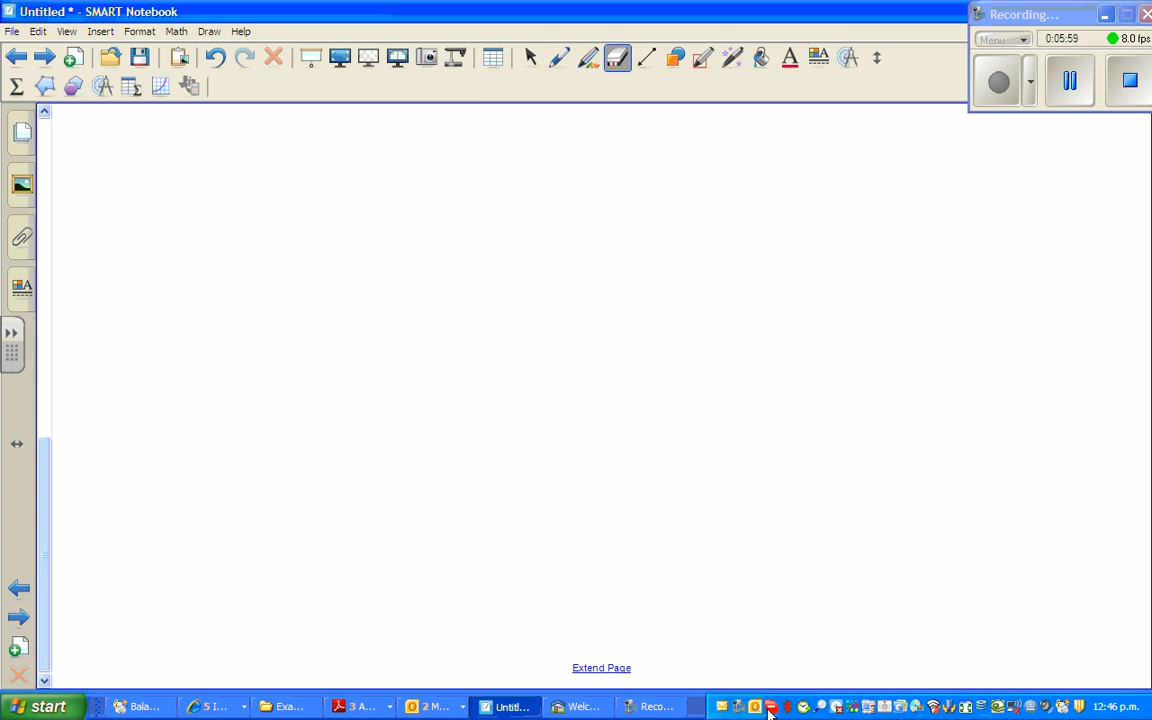 Untitled * - SMART Notebook
Recording...
File Edit View Insert Format Math Draw Help
Menu 0:05:59 8.0 fps
Extend Page
start Bala... 5 I... Exa... 3 A... 2 M... Untitl... Welc... Reco... 12:46 p.m.